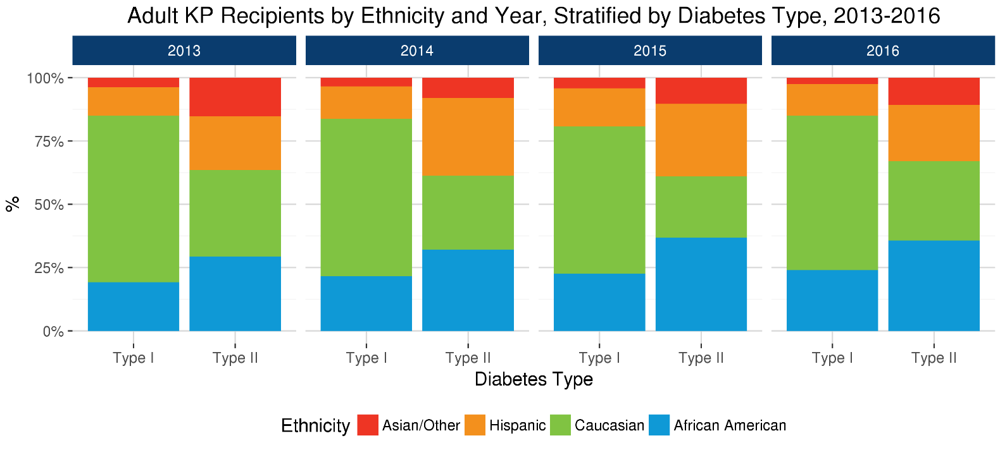 Adult KP Recipients by Ethnicity and Year, Stratified by Diabetes Type, 2013-2016
2013 2014 2015 2016
100%
75%
50%
25%
0%
%
Type I Type II Type I Type II Type I Type II Type I Type II
Diabetes Type
Ethnicity Asian/Other Hispanic Caucasian African American